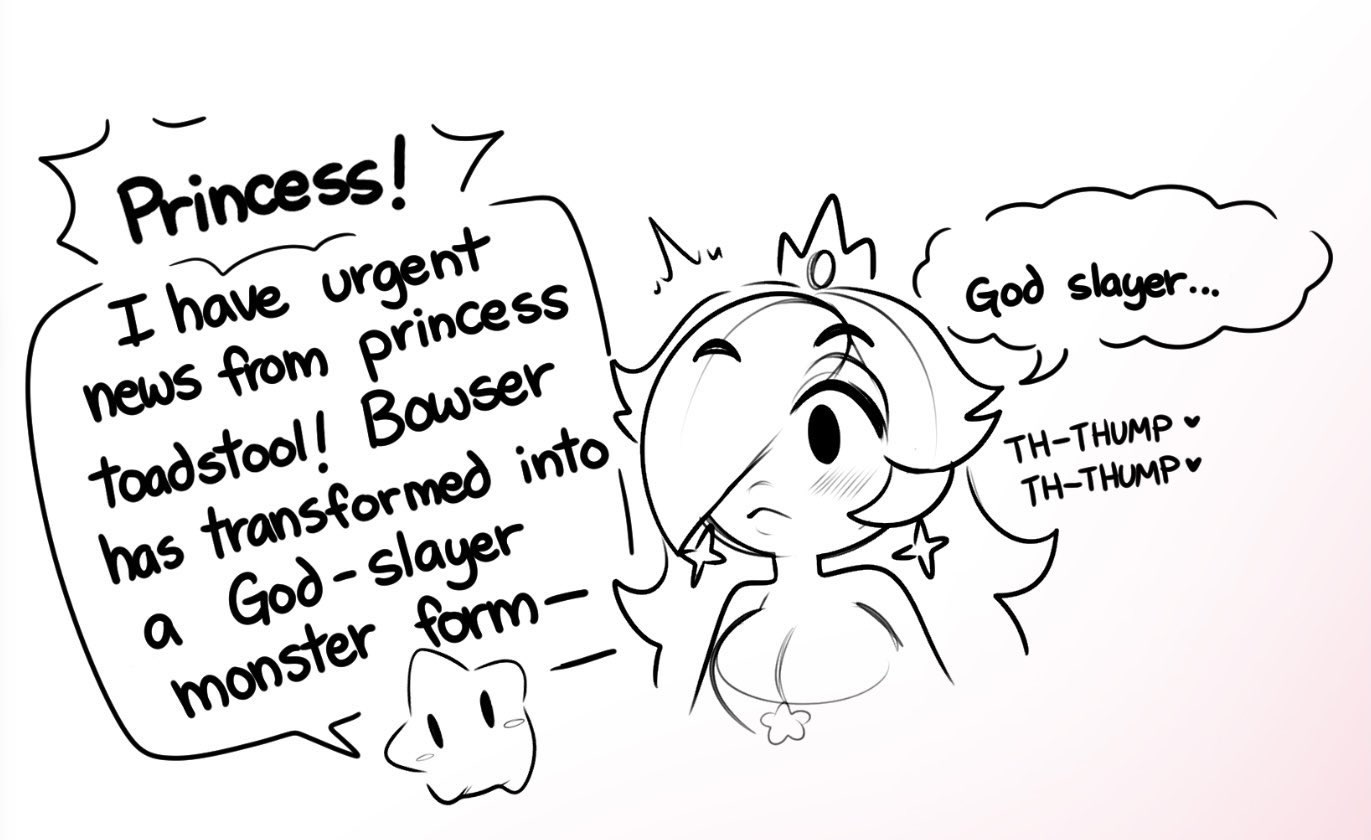 Princess!
I have urgent
news from princess
toadstool! Bowser
has transformed into
a God-slayer
monster form—
God slayer...
TH-THUMP ♥
TH-THUMP ♥